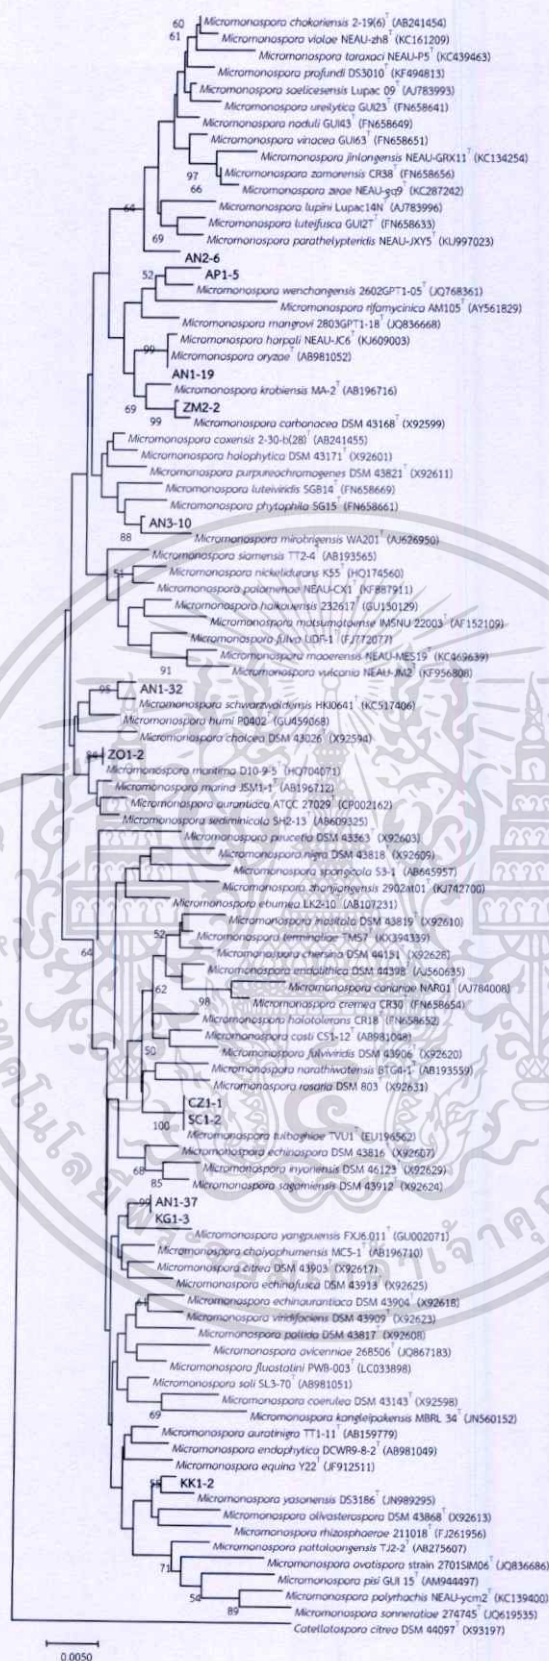 60 Micromonospora chokoriensis 2-19(6)T (AB241454)
61 Micromonospora violae NEAU-zh8T (KC161209)
Micromonospora taraxaci NEAU-P5T (KC439463)
Micromonospora profundi DS3010T (KF494813)
Micromonospora saelicesensis Lupac 09T (AJ783993)
Micromonospora ureilytica GUI23T (FN658641)
Micromonospora noduli GUI43T (FN658649)
Micromonospora vinacea GUI63T (FN658651)
Micromonospora jinlongensis NEAU-GRX11T (KC134254)
97 Micromonospora zamorensis CR38T (FN658656)
66 Micromonospora zeae NEAU-gq9T (KC287242)
64 Micromonospora lupini Lupac14NT (AJ783996)
Micromonospora luteifusca GUI2TT (FN658633)
69 Micromonospora parathelypteridis NEAU-JXY5T (KU997023)
AN2-6
52 AP1-5
Micromonospora wenchangensis 2602GPT1-05T (JQ768361)
Micromonospora rifamycinica AM105T (AY561829)
Micromonospora mangrovi 2803GPT1-18T (JQ836668)
Micromonospora harpali NEAU-JC6T (KJ609003)
99 Micromonospora oryzaeT (AB981052)
AN1-19
Micromonospora krabiensis MA-2T (AB196716)
69 ZM2-2
99 Micromonospora carbonacea DSM 43168T (X92599)
Micromonospora coxensis 2-30-b(28)T (AB241455)
Micromonospora halophytica DSM 43171T (X92601)
Micromonospora purpureochromogenes DSM 43821T (X92611)
Micromonospora luteiviridis SGB14T (FN658669)
Micromonospora phytophila SG15T (FN658661)
AN3-10
88 Micromonospora mirobrigensis WA201T (AJ626950)
Micromonospora siamensis TT2-4T (AB193565)
51 Micromonospora nickelidurans K55T (HQ174560)
Micromonospora palomenae NEAU-CX1T (KF887911)
Micromonospora haikouensis 232617T (GU130129)
Micromonospora matsumotoense IMSNU 22003T (AF152109)
Micromonospora fulva UDF-1T (FJ772077)
Micromonospora maoerensis NEAU-MES19T (KC469639)
91 Micromonospora vulcania NEAU-JM2T (KF956808)
95 AN1-32
Micromonospora schwarzwaldensis HKI0641T (KC517406)
Micromonospora humi P0402T (GU459068)
Micromonospora chalcea DSM 43026T (X92594)
ZO1-2
Micromonospora maritima D10-9-5T (HQ704071)
Micromonospora marina JSM1-1T (AB196712)
Micromonospora aurantiaca ATCC 27029T (CP002162)
Micromonospora sediminicola SH2-13T (AB609325)
Micromonospora peucetia DSM 43363T (X92603)
Micromonospora nigra DSM 43818T (X92609)
Micromonospora spongicola S3-1T (AB645957)
Micromonospora zhanjiangensis 2902at01T (KJ742700)
Micromonospora eburnea LK2-10T (AB107231)
Micromonospora inositola DSM 43819T (X92610)
64 52 Micromonospora terminaliae TMS7T (KX394339)
Micromonospora chersina DSM 44151T (X92628)
Micromonospora endolithica DSM 44398T (AJ560635)
62 Micromonospora coriariae NAR01T (AJ784008)
98 Micromonospora cremea CR30T (FN658654)
Micromonospora halotolerans CR18T (FN658652)
Micromonospora costi CS1-12T (AB981048)
50 Micromonospora fulviviridis DSM 43906T (X92620)
Micromonospora narathiwatensis BTG4-1T (AB193559)
Micromonospora rosaria DSM 803T (X92631)
CZ1-1
100 SC1-2
Micromonospora tulbaghiae TVU1T (EU196562)
Micromonospora echinospora DSM 43816T (X92607)
68 Micromonospora inyonensis DSM 46123T (X92629)
85 Micromonospora sagamiensis DSM 43912T (X92624)
99 AN1-37
KG1-3
Micromonospora yangpuensis FXJ6.011T (GU002071)
Micromonospora chaiyaphumensis MC5-1T (AB196710)
Micromonospora citrea DSM 43903T (X92617)
Micromonospora echinofusca DSM 43913T (X92625)
Micromonospora echinaurantiaca DSM 43904T (X92618)
Micromonospora viridifaciens DSM 43909T (X92623)
Micromonospora pallida DSM 43817T (X92608)
Micromonospora avicenniae 268506T (JQ867183)
Micromonospora fluostatini PWB-003T (LC033898)
Micromonospora soli SL3-70T (AB981051)
Micromonospora coerulea DSM 43143T (X92598)
69 Micromonospora kangleipakensis MBRL 34T (JN560152)
Micromonospora auratinigra TT1-11T (AB159779)
Micromonospora endophytica DCWR9-8-2T (AB981049)
Micromonospora equina Y22T (JF912511)
KK1-2
Micromonospora yasonensis DS3186T (JN989295)
Micromonospora olivasterospora DSM 43868T (X92613)
Micromonospora rhizosphaerae 211018T (FJ261956)
Micromonospora pattaloongensis TJ2-2T (AB275607)
71 Micromonospora ovatispora strain 2701SIM06T (JQ836686)
Micromonospora pisi GUI 15T (AM944497)
54 Micromonospora polyrhachis NEAU-ycm2T (KC139400)
89 Micromonospora sonneratiae 274745T (JQ619535)
Catellatospora citrea DSM 44097T (X93197)
0.0050